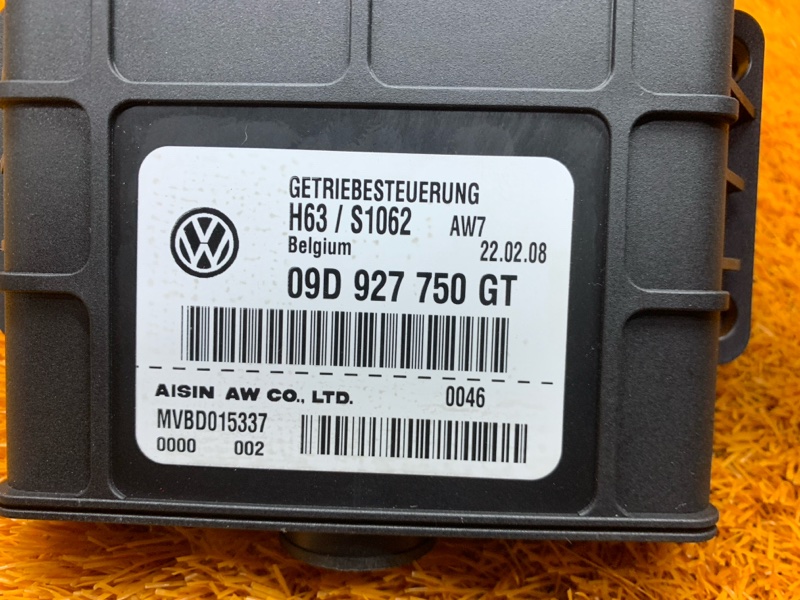 GETRIEBESTEUERUNG
H63 / S1062 AW7
Belgium 22.02.08
09D 927 750 GT
AISIN AW CO., LTD. 0046
MVBD015337
0000 002